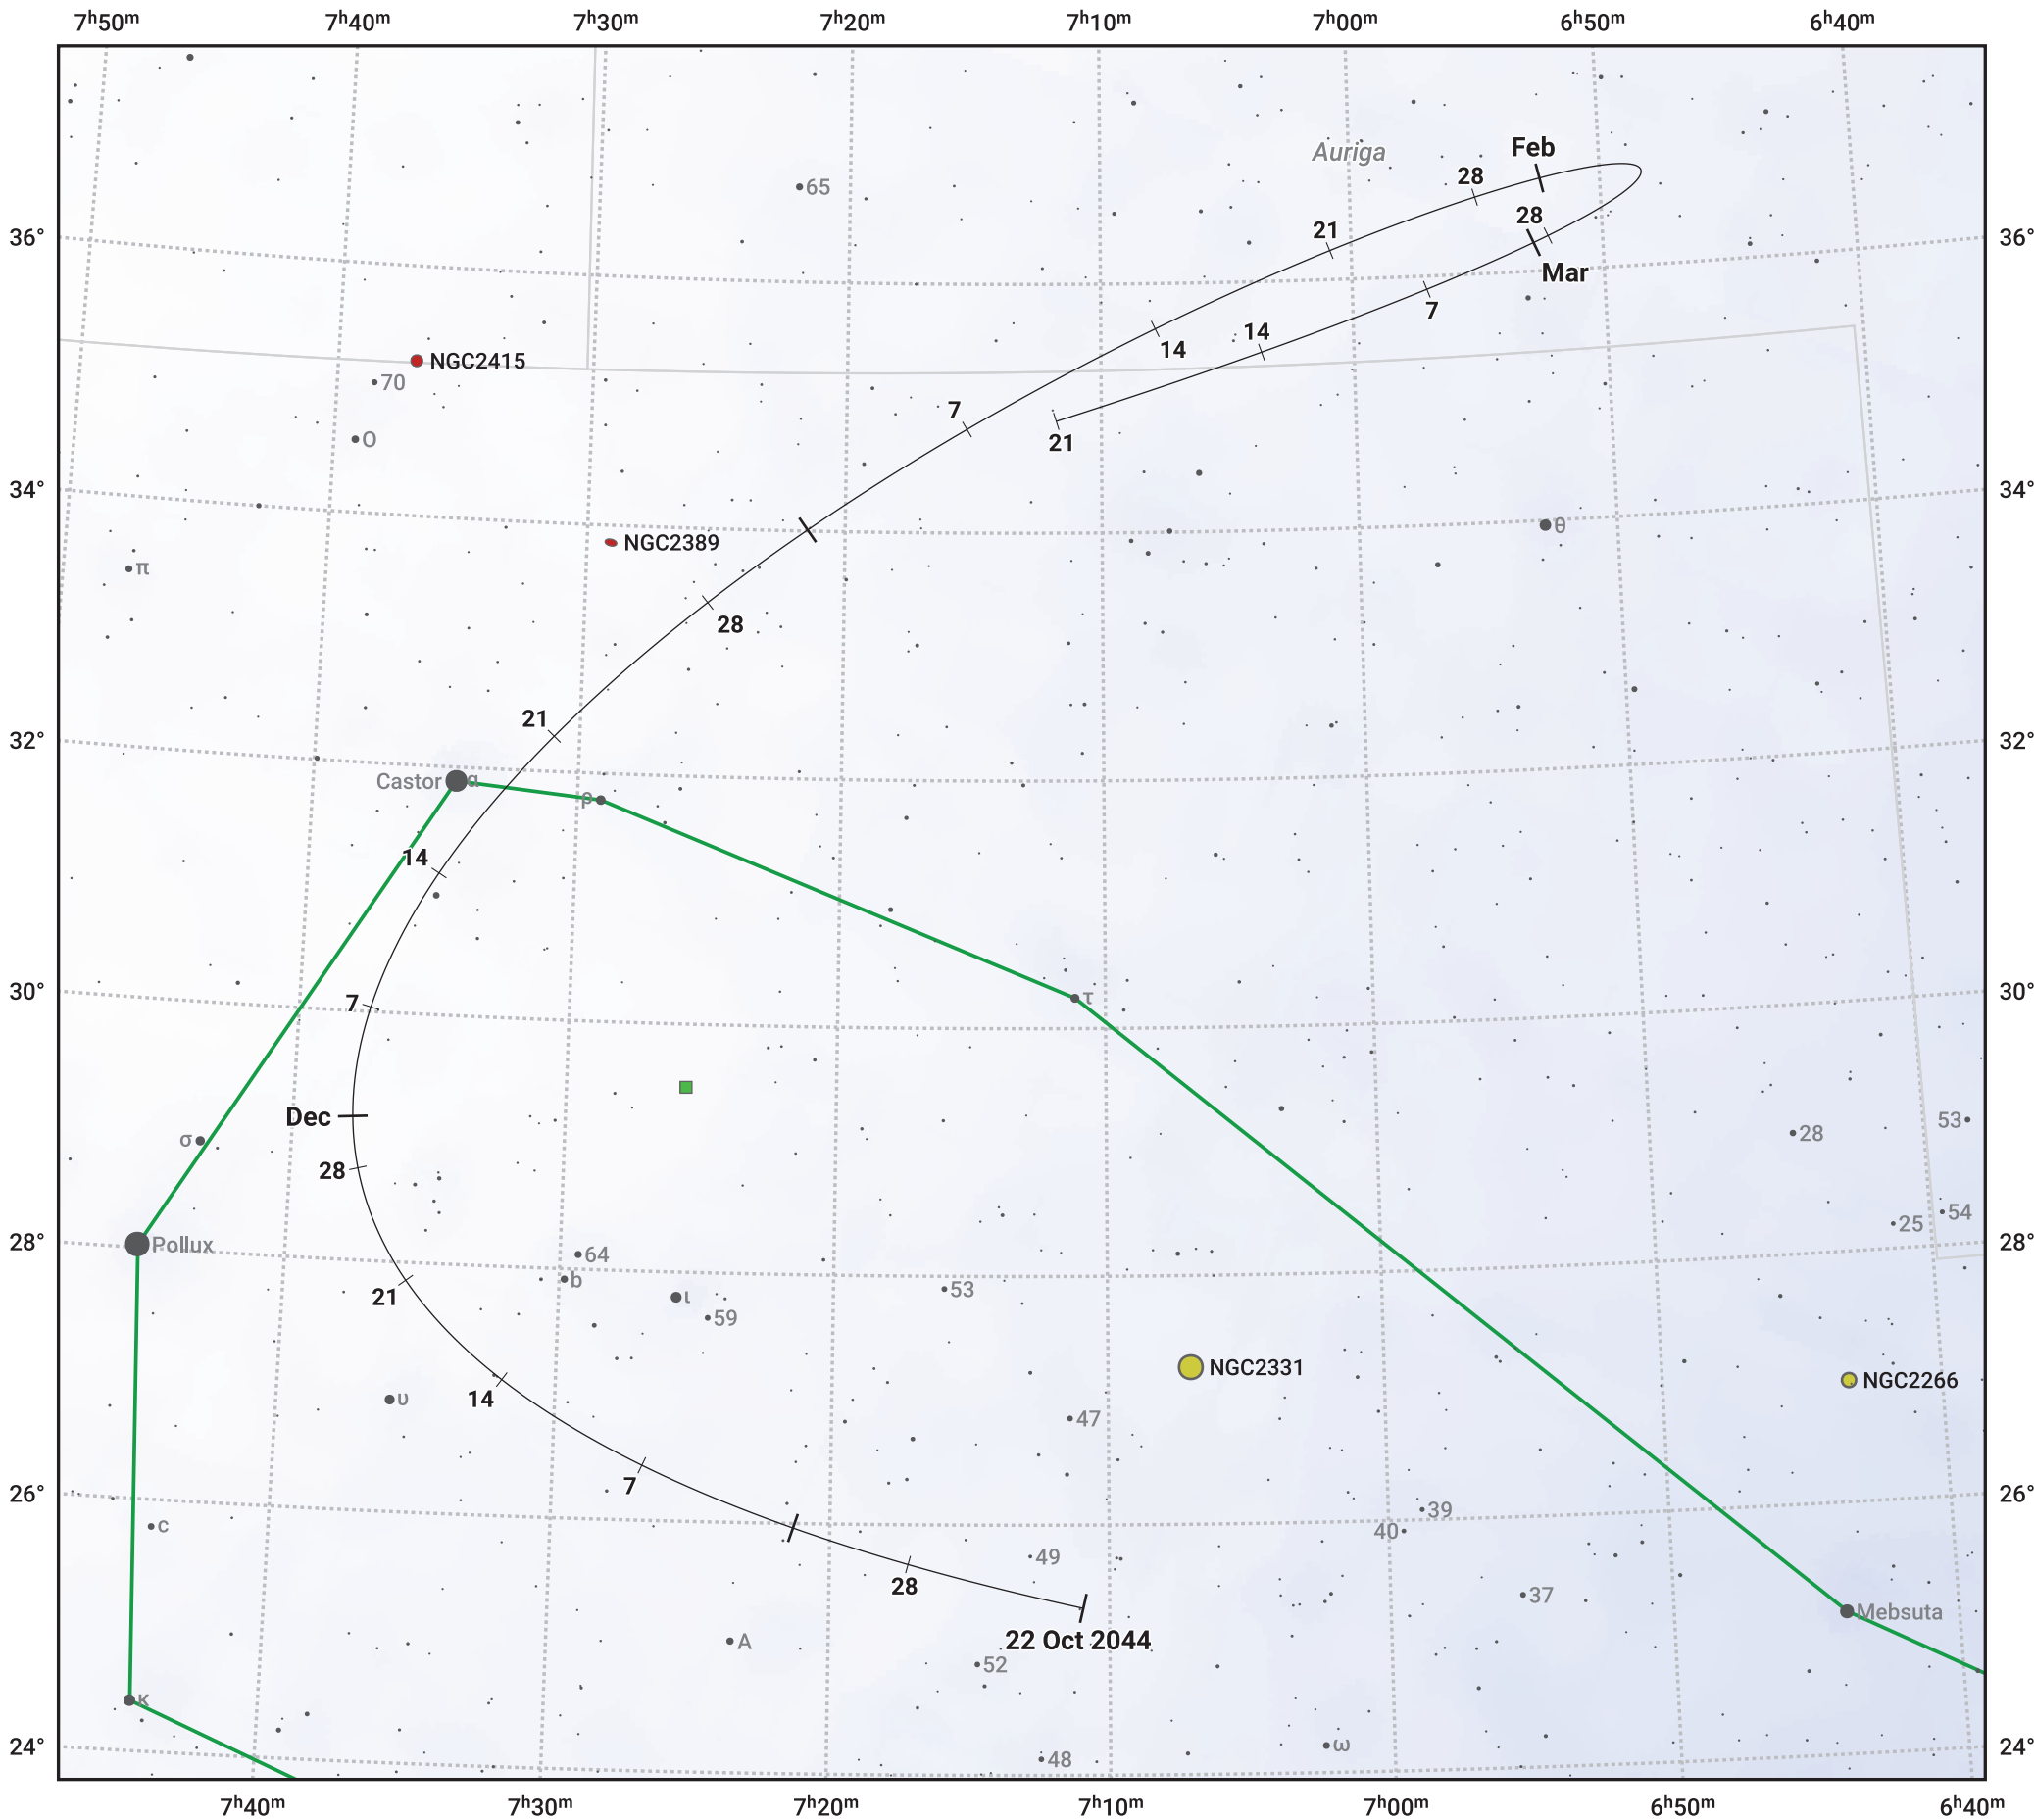 7h50m 7h40m 7h30m 7h20m 7h10m 7h00m 6h50m 6h40m
Auriga
Feb
28
65
28
21
36° 36°
Mar
7
14
14
NGC2415
70
7
21
O
34° 34°
θ
NGC2389
π
28
21
32° 32°
Castor α
ρ
14
30° 30°
τ
7
Dec
53
28
σ
28
54
25
28° 28°
Pollux
64
b
53
21
ι
59
NGC2331
NGC2266
14
υ
47
7
26° 26°
39
c
40
49
28
37
Mebsuta
22 Oct 2044
A
52
κ
24° 24°
ω
48
7h40m 7h30m 7h20m 7h10m 7h00m 6h50m 6h40m